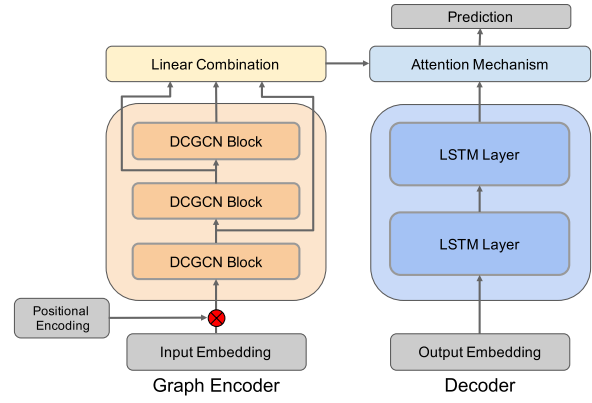 Prediction
Linear Combination
Attention Mechanism
DCGCN Block
LSTM Layer
DCGCN Block
LSTM Layer
DCGCN Block
Positional
Encoding
Input Embedding
Output Embedding
Graph Encoder
Decoder